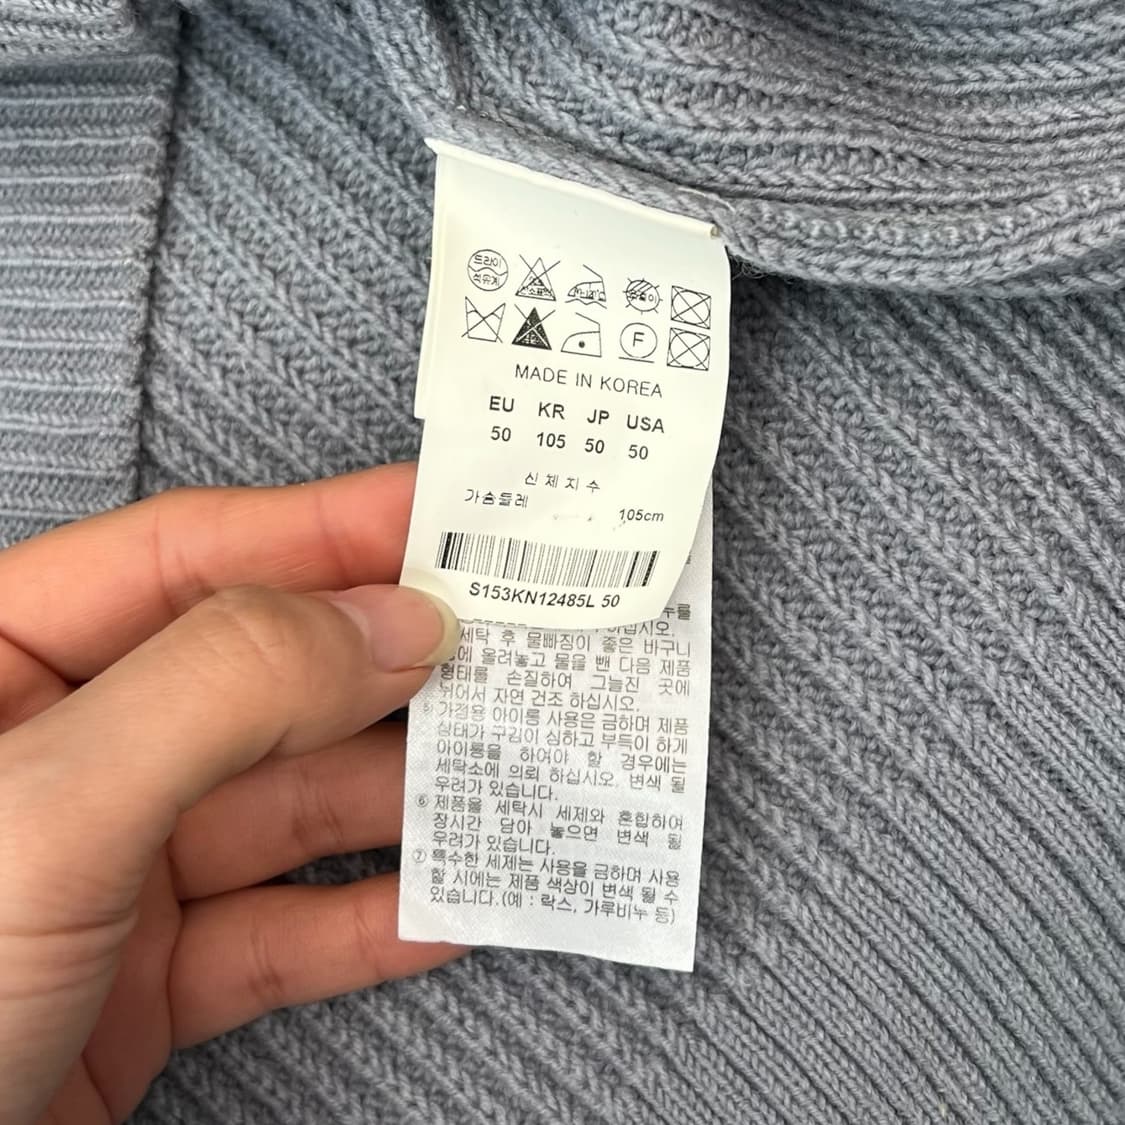 드라이
석유계
F
MADE IN KOREA
EU KR JP USA
50 105 50 50
신체치수
가슴둘레 105cm
S153KN12485L 50
누를
하십시오.
세탁 후 물빠짐이 좋은 바구니
에 올려놓고 물을 뺀 다음 제품
형태를 손질하여 그늘진 곳에
뉘어서 자연 건조 하십시오.
⑤ 가정용 아이롱 사용은 금하며 제품
상태가 구김이 심하고 부득이 하게
아이롱을 하여야 할 경우에는
세탁소에 의뢰 하십시오. 변색 될
우려가 있습니다.
⑥ 제품을 세탁시 세제와 혼합하여
장시간 담아 놓으면 변색 될
우려가 있습니다.
⑦ 특수한 세제는 사용을 금하며 사용
할 시에는 제품 색상이 변색 될 수
있습니다.(예 : 락스, 가루비누 등)